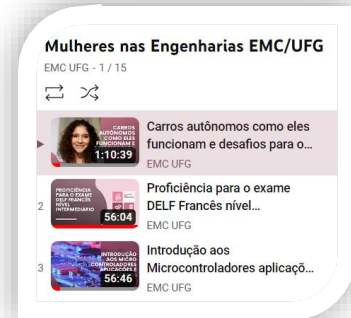 Mulheres nas Engenharias EMC/UFG
EMC UFG - 1 / 15
CARROS
AUTÔNOMOS
COMO ELES
FUNCIONAM E
1:10:39
Carros autônomos como eles
funcionam e desafios para o...
EMC UFG
2
PROFICIÊNCIA
PARA O EXAME
DELF FRANCÊS
NÍVEL
INTERMEDIÁRIO
56:04
Proficiência para o exame
DELF Francês nível...
EMC UFG
3
INTRODUÇÃO
AOS MICRO
CONTROLADORES
APLICAÇÕES E
56:46
Introdução aos
Microcontroladores aplicaçõ...
EMC UFG